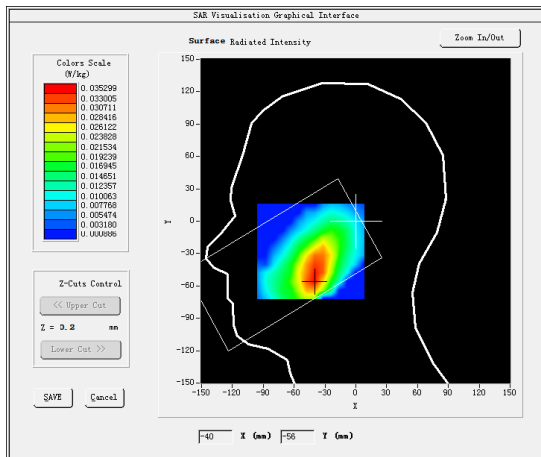 SAR Visualisation Graphical Interface
Surface Radiated Intensity
Zoom In/Out
Colors Scale
(W/kg)
0.035299
0.033005
0.030711
0.028416
0.026122
0.023828
0.021534
0.019239
0.016945
0.014651
0.012357
0.010063
0.007768
0.005474
0.003180
0.000886
150
120
90
60
30
0
-30
-60
-90
-120
-150
Y
-150 -120 -90 -60 -30 0 30 60 90 120 150
X
Z-Cuts Control
<< Upper Cut
Z = 0.2 mm
Lower Cut >>
SAVE Cancel
-40 X (mm) -56 Y (mm)